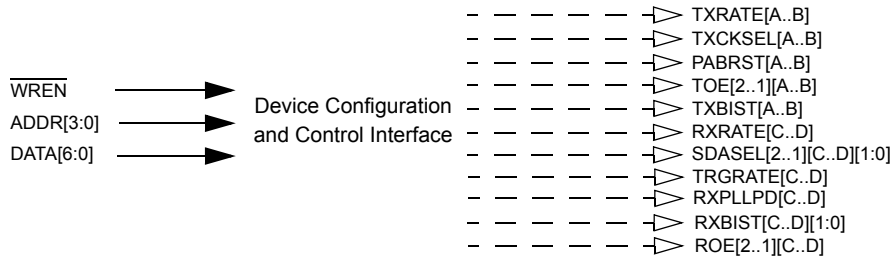 WREN
ADDR[3:0]
DATA[6:0]
Device Configuration
and Control Interface
TXRATE[A..B]
TXCKSEL[A..B]
PABRST[A..B]
TOE[2..1][A..B]
TXBIST[A..B]
RXRATE[C..D]
SDASEL[2..1][C..D][1:0]
TRGRATE[C..D]
RXPLLPD[C..D]
RXBIST[C..D][1:0]
ROE[2..1][C..D]